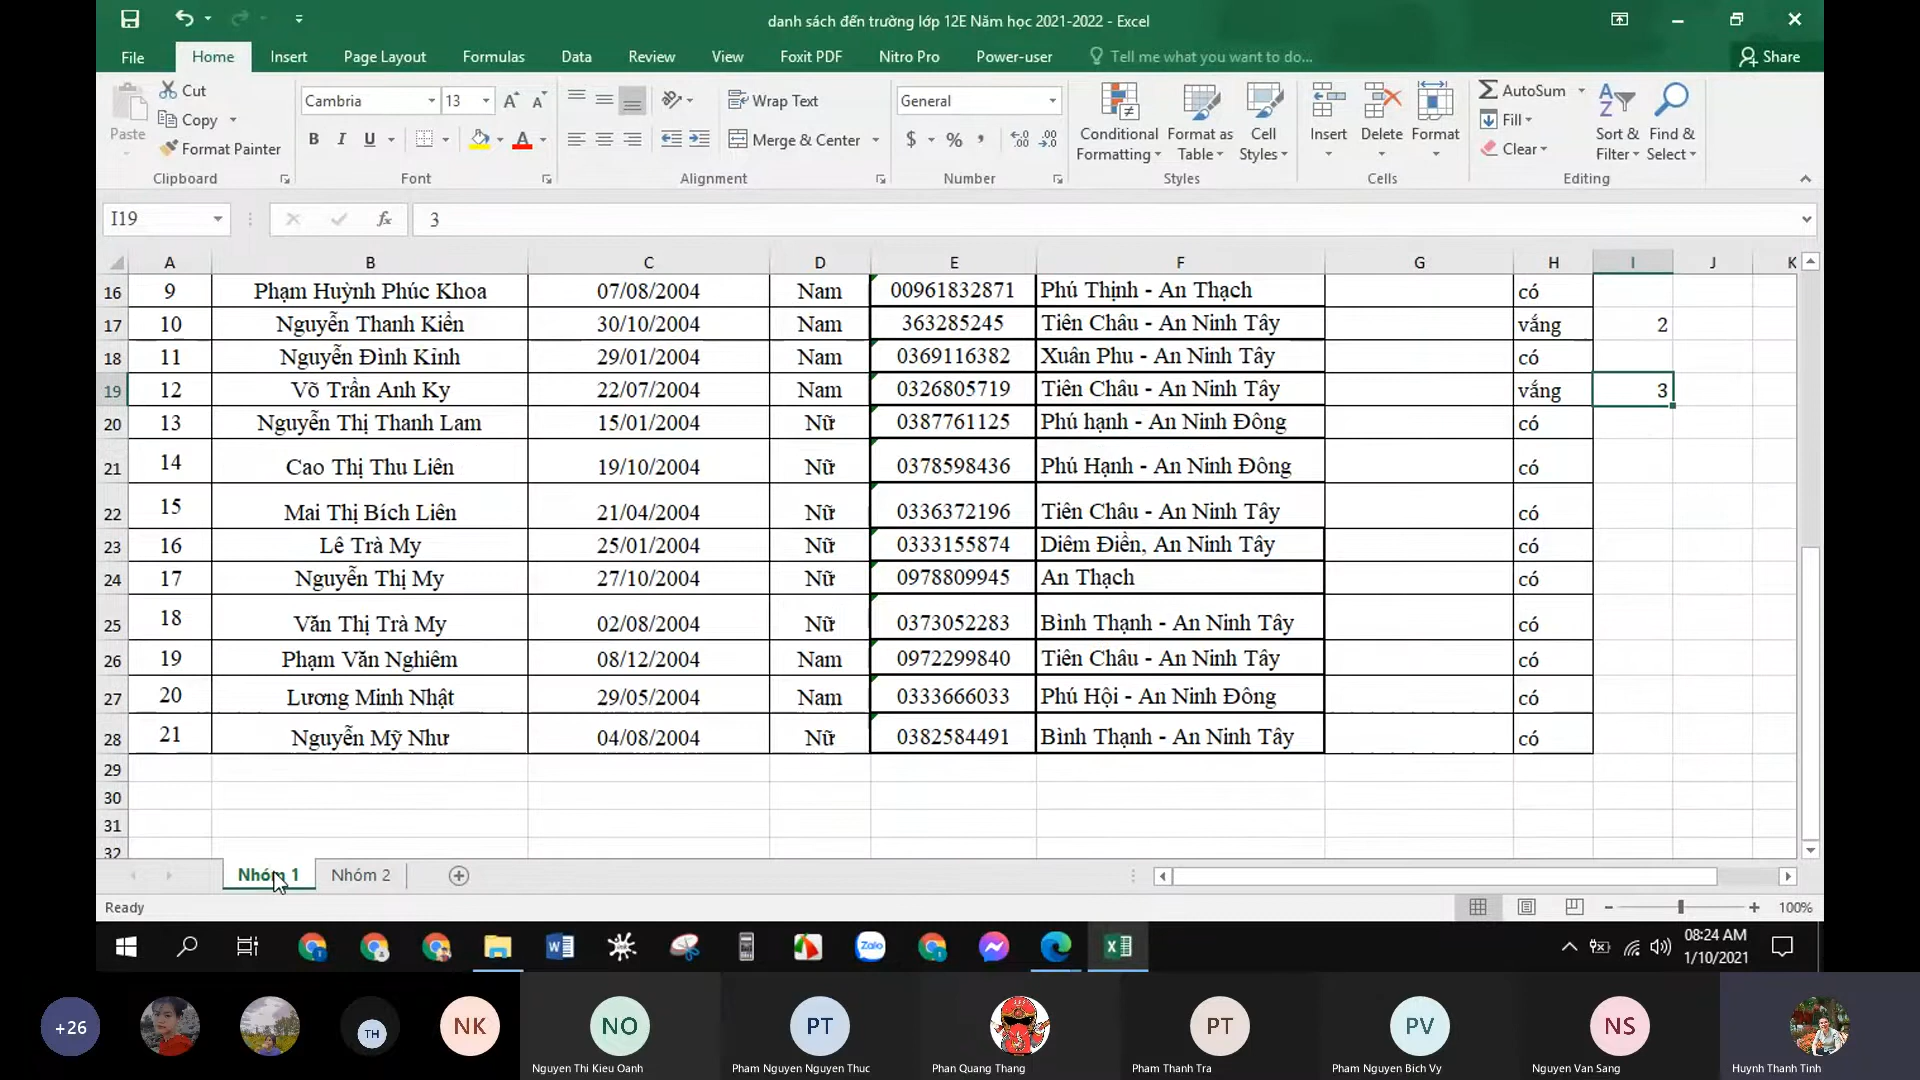 danh sách đến trường lớp 12E Năm học 2021-2022 - Excel
File Home Insert Page Layout Formulas Data Review View Foxit PDF Nitro Pro Power-user Tell me what you want to do... Share
Paste Cut Copy Format Painter Clipboard
Cambria 13 B I U A Font
Wrap Text Merge & Center Alignment
General $ % , Number
Conditional Formatting Format as Table Cell Styles Styles
Insert Delete Format Cells
AutoSum Fill Clear Sort & Filter Find & Select Editing
I19 fx 3
A B C D E F G H I J K
16 9 Phạm Huỳnh Phúc Khoa 07/08/2004 Nam 00961832871 Phú Thịnh - An Thạch có
17 10 Nguyễn Thanh Kiển 30/10/2004 Nam 363285245 Tiên Châu - An Ninh Tây vắng 2
18 11 Nguyễn Đình Kính 29/01/2004 Nam 0369116382 Xuân Phu - An Ninh Tây có
19 12 Võ Trần Anh Ky 22/07/2004 Nam 0326805719 Tiên Châu - An Ninh Tây vắng 3
20 13 Nguyễn Thị Thanh Lam 15/01/2004 Nữ 0387761125 Phú hạnh - An Ninh Đông có
21 14 Cao Thị Thu Liên 19/10/2004 Nữ 0378598436 Phú Hạnh - An Ninh Đông có
22 15 Mai Thị Bích Liên 21/04/2004 Nữ 0336372196 Tiên Châu - An Ninh Tây có
23 16 Lê Trà My 25/01/2004 Nữ 0333155874 Diêm Điền, An Ninh Tây có
24 17 Nguyễn Thị My 27/10/2004 Nữ 0978809945 An Thạch có
25 18 Văn Thị Trà My 02/08/2004 Nữ 0373052283 Bình Thạnh - An Ninh Tây có
26 19 Phạm Văn Nghiêm 08/12/2004 Nam 0972299840 Tiên Châu - An Ninh Tây có
27 20 Lương Minh Nhật 29/05/2004 Nam 0333666033 Phú Hội - An Ninh Đông có
28 21 Nguyễn Mỹ Như 04/08/2004 Nữ 0382584491 Bình Thạnh - An Ninh Tây có
29
30
31
32
Nhóm 1 Nhóm 2
Ready 100%
Zalo 08:24 AM
1/10/2021
+26 TH NK NO PT PT PV NS
Nguyen Thi Kieu Oanh Pham Nguyen Nguyen Thuc Phan Quang Thang Pham Thanh Tra Pham Nguyen Bich Vy Nguyen Van Sang Huynh Thanh Tinh